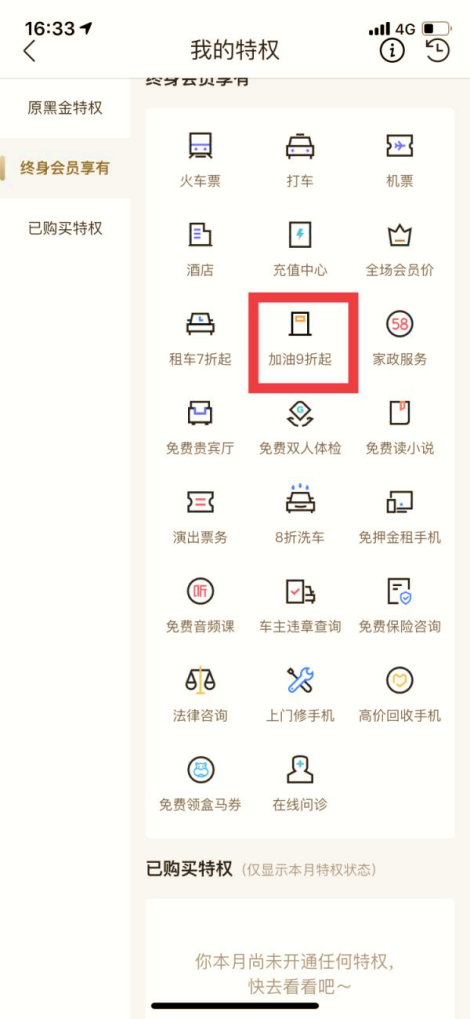 16:33
4G
我的特权
原黑金特权
终身会员享有
已购买特权
终身会员享有
火车票
打车
机票
酒店
充值中心
全场会员价
租车7折起
加油9折起
58
家政服务
免费贵宾厅
G
免费双人体检
免费读小说
演出票务
8折洗车
免押金租手机
听
免费音频课
车主违章查询
免费保险咨询
法律咨询
上门修手机
高价回收手机
免费领盒马券
在线问诊
已购买特权（仅显示本月特权状态）
你本月尚未开通任何特权，
快去看看吧～